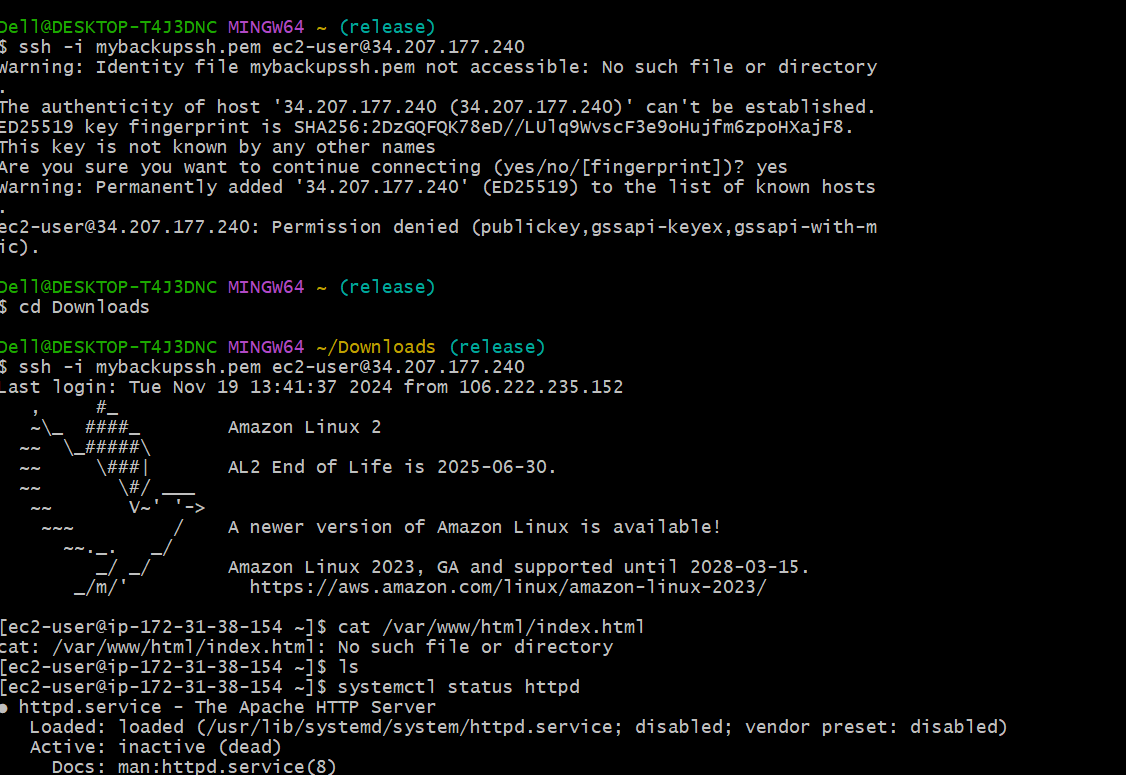 Dell@DESKTOP-T4J3DNC MINGW64 ~ (release)
$ ssh -i mybackupssh.pem ec2-user@34.207.177.240
Warning: Identity file mybackupssh.pem not accessible: No such file or directory
.
The authenticity of host '34.207.177.240 (34.207.177.240)' can't be established.
ED25519 key fingerprint is SHA256:2DzGQFQK78eD//LUlq9WvscF3e9oHujfm6zpoHXajF8.
This key is not known by any other names
Are you sure you want to continue connecting (yes/no/[fingerprint])? yes
Warning: Permanently added '34.207.177.240' (ED25519) to the list of known hosts
.
ec2-user@34.207.177.240: Permission denied (publickey,gssapi-keyex,gssapi-with-m
ic).
Dell@DESKTOP-T4J3DNC MINGW64 ~ (release)
$ cd Downloads
Dell@DESKTOP-T4J3DNC MINGW64 ~/Downloads (release)
$ ssh -i mybackupssh.pem ec2-user@34.207.177.240
Last login: Tue Nov 19 13:41:37 2024 from 106.222.235.152
   ,     #_
   ~\_  ####_        Amazon Linux 2
  ~~  \_#####\
  ~~     \###|       AL2 End of Life is 2025-06-30.
  ~~       \#/ ___
   ~~       V~' '->
    ~~~         /    A newer version of Amazon Linux is available!
      ~~._.   _/
         _/ _/       Amazon Linux 2023, GA and supported until 2028-03-15.
       _/m/'           https://aws.amazon.com/linux/amazon-linux-2023/
[ec2-user@ip-172-31-38-154 ~]$ cat /var/www/html/index.html
cat: /var/www/html/index.html: No such file or directory
[ec2-user@ip-172-31-38-154 ~]$ ls
[ec2-user@ip-172-31-38-154 ~]$ systemctl status httpd
● httpd.service - The Apache HTTP Server
   Loaded: loaded (/usr/lib/systemd/system/httpd.service; disabled; vendor preset: disabled)
   Active: inactive (dead)
     Docs: man:httpd.service(8)